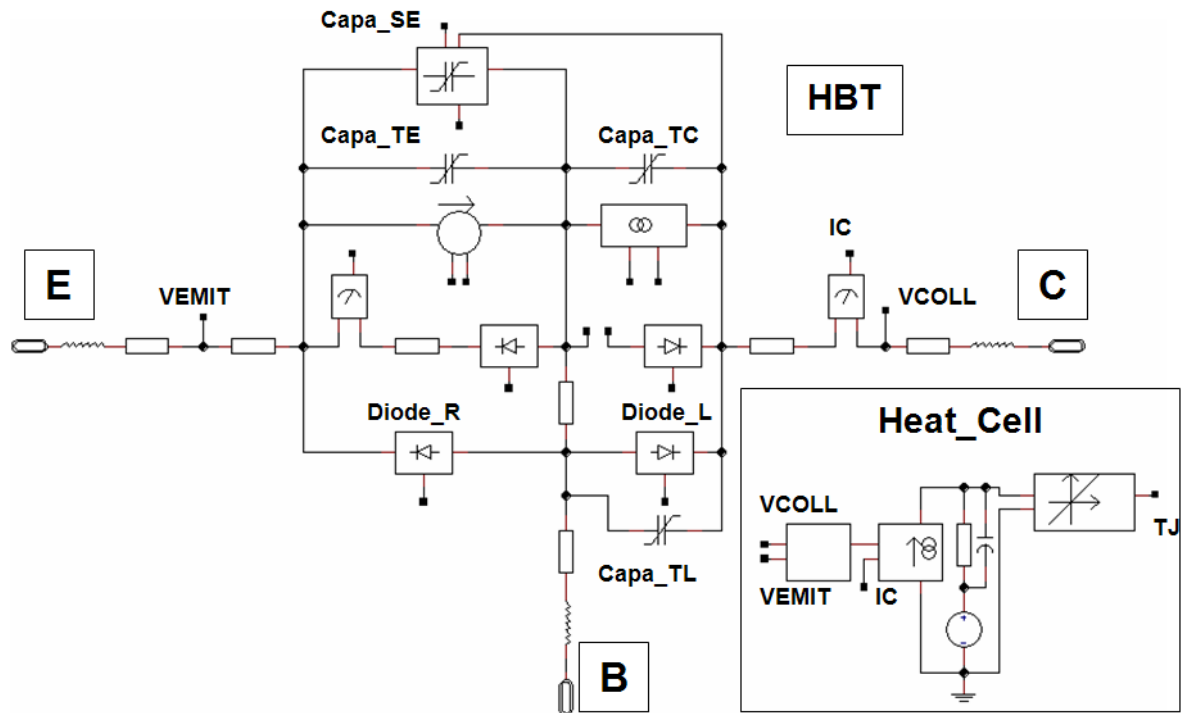 Capa_SE
HBT
Capa_TE
Capa_TC
IC
E
VEMIT
VCOLL
C
Diode_R
Diode_L
Heat_Cell
VCOLL
TJ
VEMIT
IC
Capa_TL
B